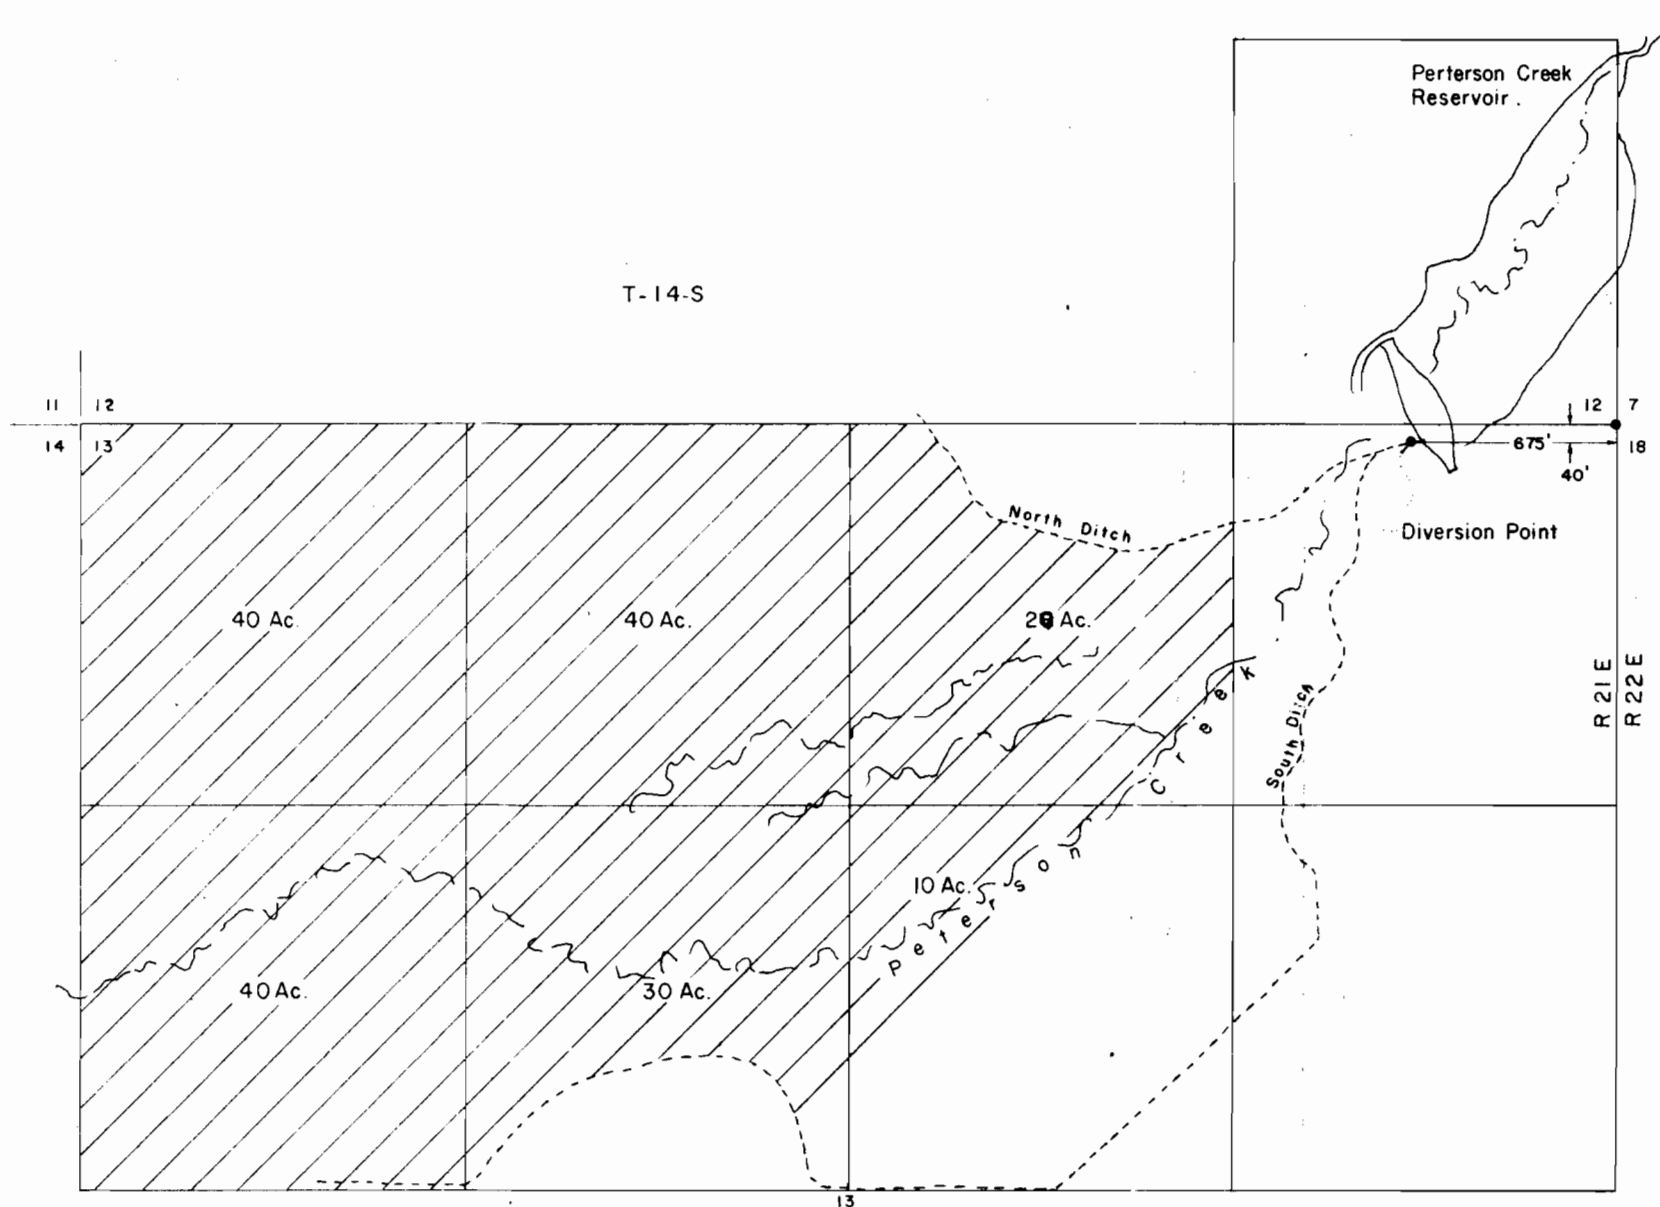 Perterson Creek
Reservoir .
T-14-S
11 12
12 7
14 13
675'
18
40'
North Ditch
Diversion Point
40 Ac.
40 Ac.
Ac.
R 21 E
R 22 E
South Ditch
Peterson Creek
10 Ac.
40 Ac.
30 Ac.
13